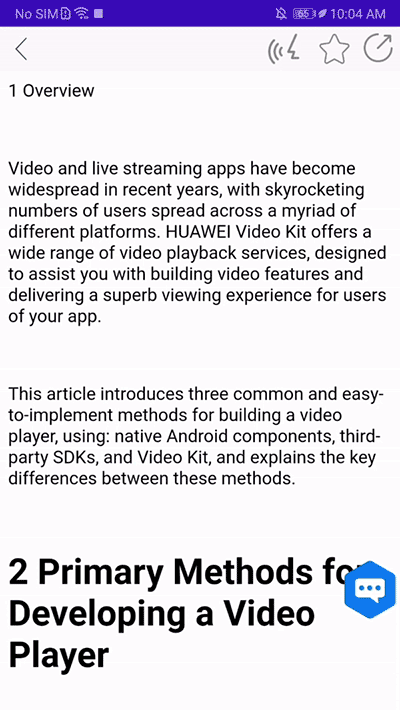 No SIM 65 10:04 AM
1 Overview
Video and live streaming apps have become
widespread in recent years, with skyrocketing
numbers of users spread across a myriad of
different platforms. HUAWEI Video Kit offers a
wide range of video playback services, designed
to assist you with building video features and
delivering a superb viewing experience for users
of your app.
This article introduces three common and easy-
to-implement methods for building a video
player, using: native Android components, third-
party SDKs, and Video Kit, and explains the key
differences between these methods.
2 Primary Methods for
Developing a Video
Player